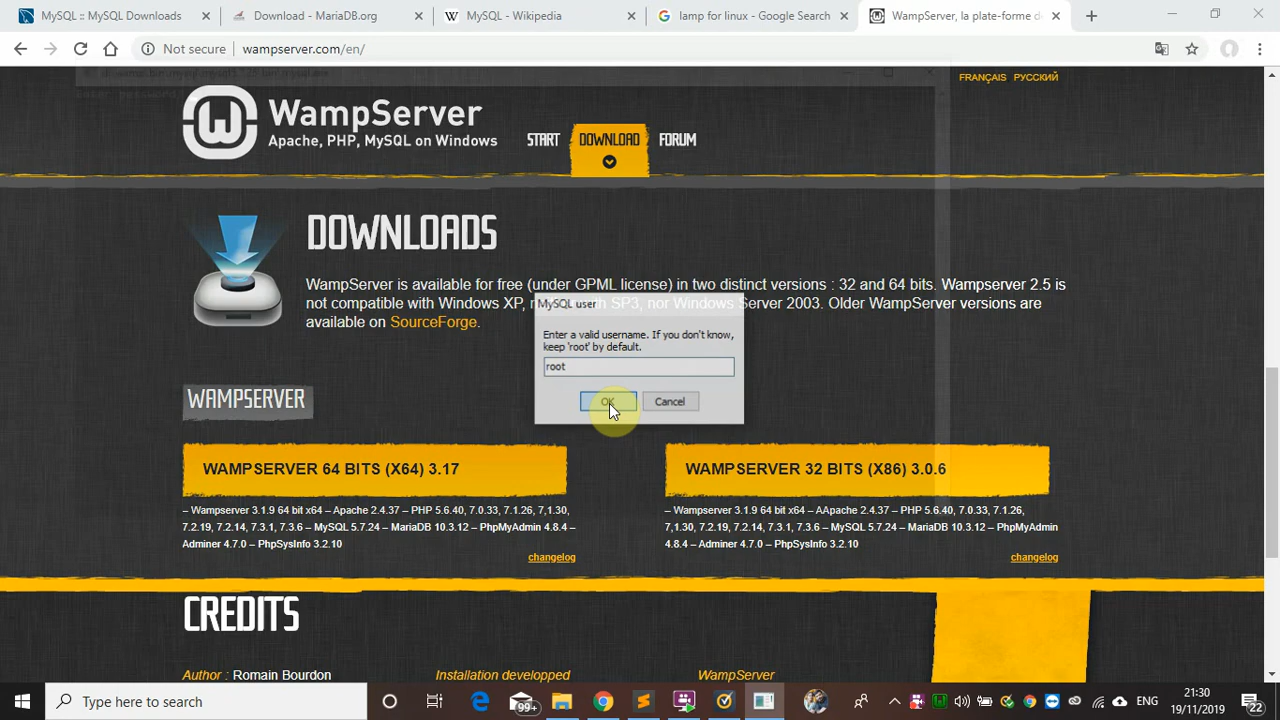 MySQL :: MySQL Downloads
Download - MariaDB.org
MySQL - Wikipedia
lamp for linux - Google Search
WampServer, la plate-forme d
Not secure
wampserver.com/en/
FRANÇAIS РУССКИЙ
WampServer
Apache, PHP, MySQL on Windows
START
DOWNLOAD
FORUM
DOWNLOADS
WampServer is available for free (under GPML license) in two distinct versions : 32 and 64 bits. Wampserver 2.5 is
not compatible with Windows XP, SP3, nor Windows Server 2003. Older WampServer versions are
available on SourceForge.
MySQL user
Enter a valid username. If you don't know,
keep 'root' by default.
root
OK
Cancel
WAMPSERVER
WAMPSERVER 64 BITS (X64) 3.17
– Wampserver 3.1.9 64 bit x64 – Apache 2.4.37 – PHP 5.6.40, 7.0.33, 7.1.26, 7,1.30,
7.2.19, 7.2.14, 7.3.1, 7.3.6 – MySQL 5.7.24 – MariaDB 10.3.12 – PhpMyAdmin 4.8.4 –
Adminer 4.7.0 – PhpSysInfo 3.2.10
changelog
WAMPSERVER 32 BITS (X86) 3.0.6
– Wampserver 3.1.9 64 bit x64 – AApache 2.4.37 – PHP 5.6.40, 7.0.33, 7.1.26,
7,1.30, 7.2.19, 7.2.14, 7.3.1, 7.3.6 – MySQL 5.7.24 – MariaDB 10.3.12 – PhpMyAdmin
4.8.4 – Adminer 4.7.0 – PhpSysInfo 3.2.10
changelog
CREDITS
Author : Romain Bourdon
Installation developped
WampServer
Type here to search
99+
ENG
21:30
19/11/2019
22